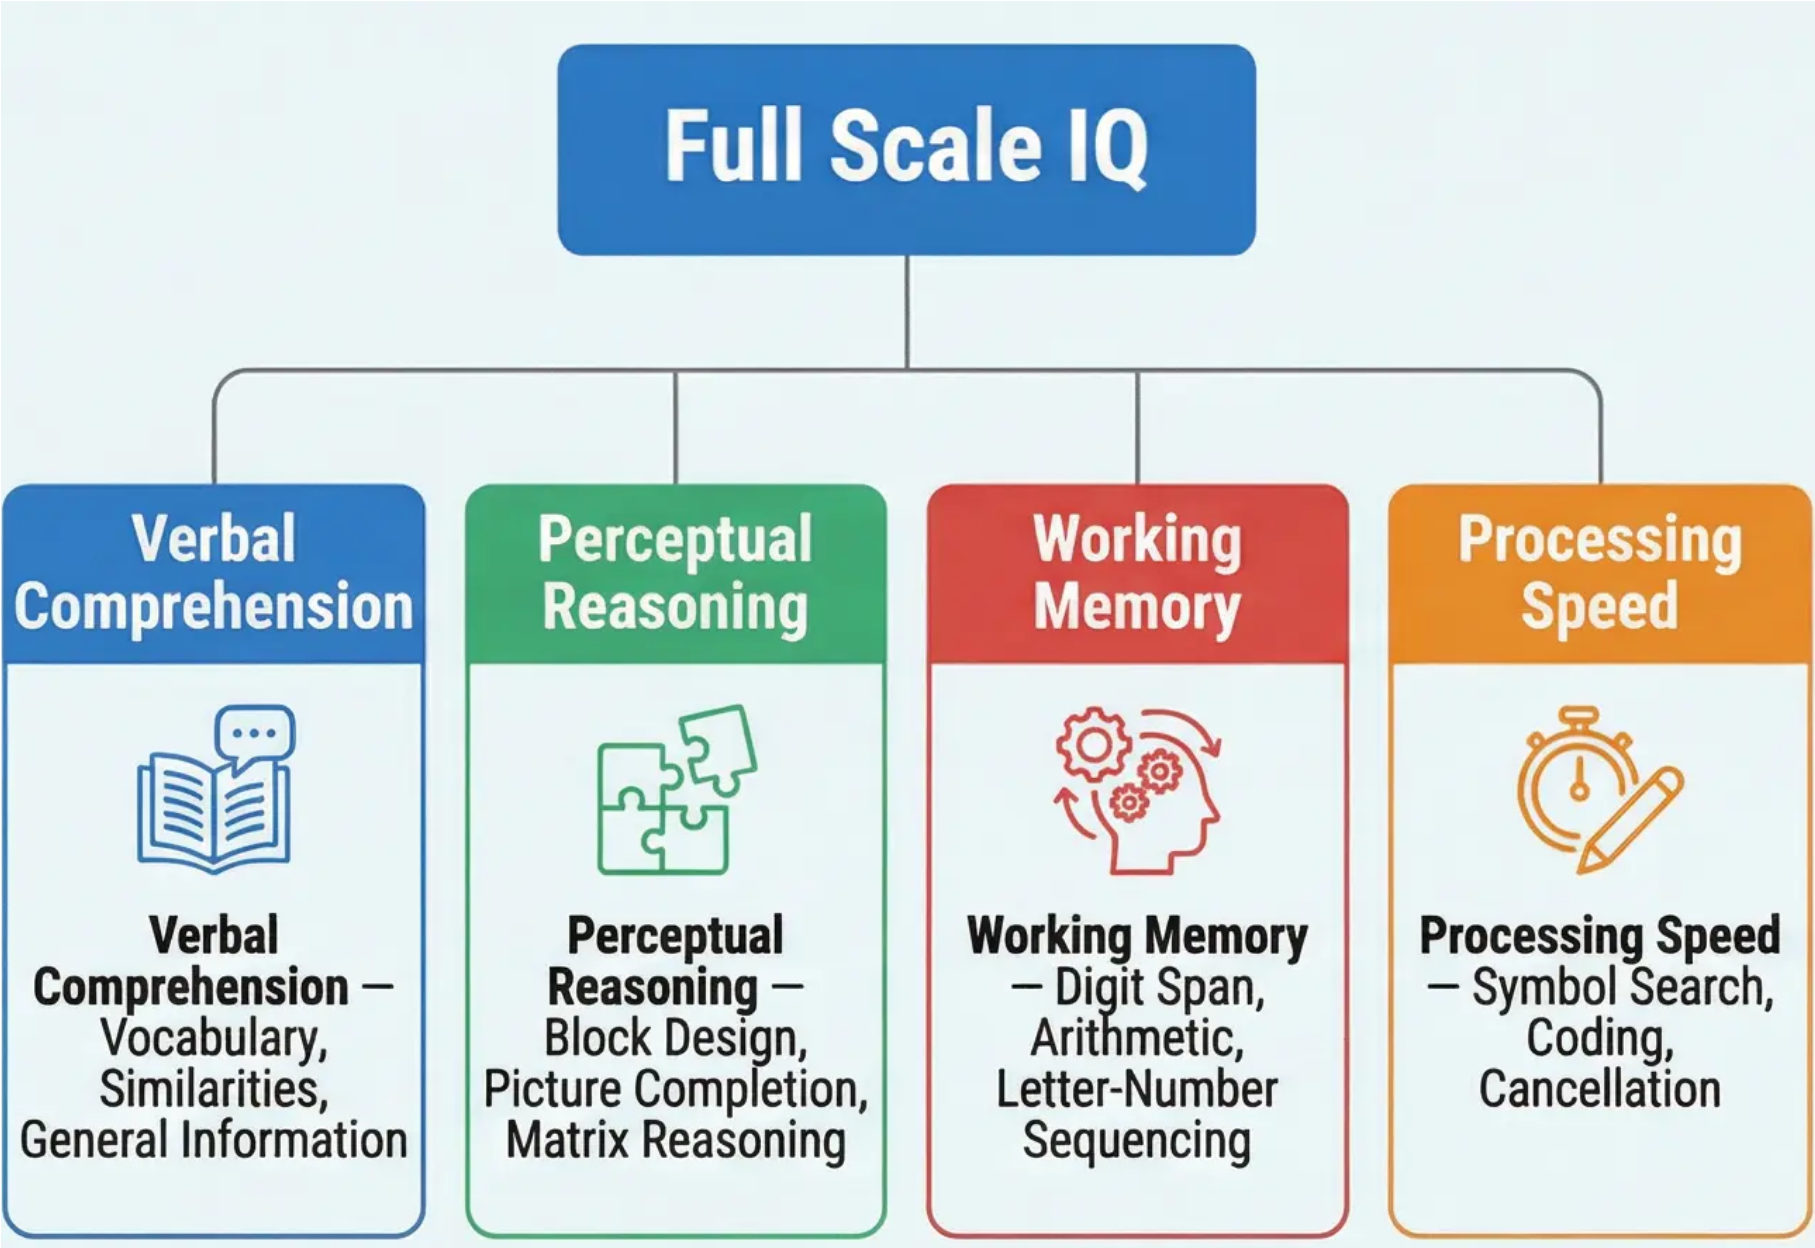 Full Scale IQ
Verbal
Comprehension
Verbal
Comprehension —
Vocabulary,
Similarities,
General Information
Perceptual
Reasoning
Perceptual
Reasoning —
Block Design,
Picture Completion,
Matrix Reasoning
Working
Memory
Working Memory
— Digit Span,
Arithmetic,
Letter-Number
Sequencing
Processing
Speed
Processing Speed
— Symbol Search,
Coding,
Cancellation